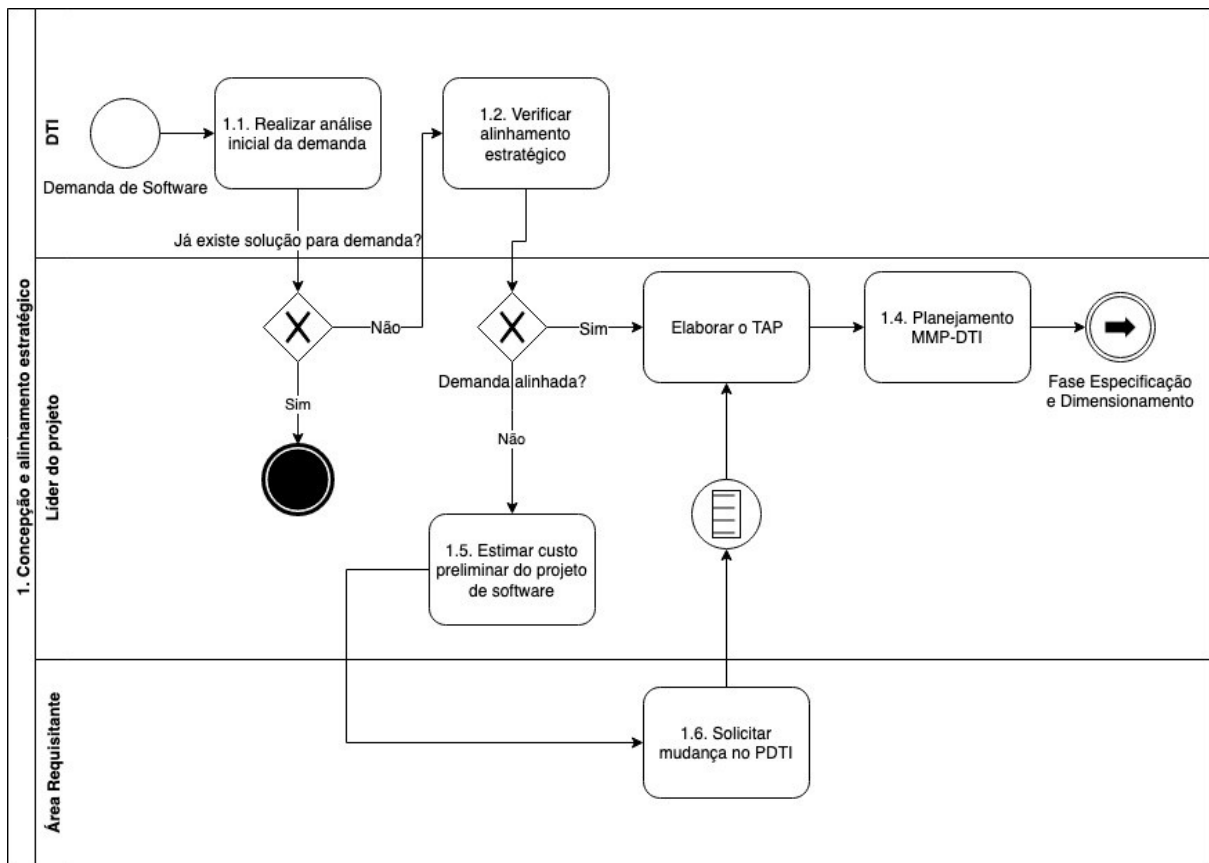 1. Concepção e alinhamento estratégico
DTI
Demanda de Software
1.1. Realizar análise
inicial da demanda
1.2. Verificar
alinhamento
estratégico
Já existe solução para demanda?
Líder do projeto
Não
Sim
Demanda alinhada?
Sim
Não
Elaborar o TAP
1.4. Planejamento
MMP-DTI
Fase Especificação
e Dimensionamento
1.5. Estimar custo
preliminar do projeto
de software
Área Requisitante
1.6. Solicitar
mudança no PDTI